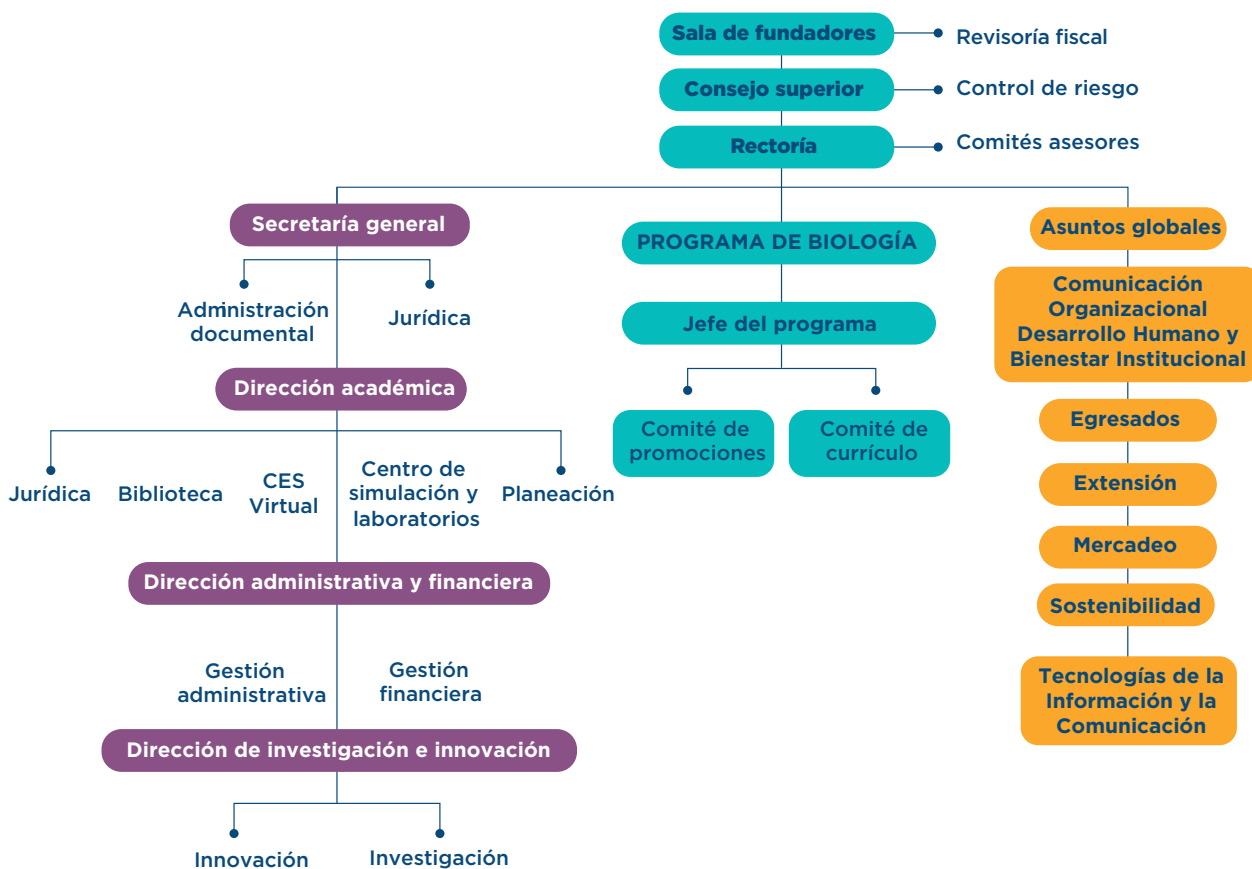 Sala de fundadores
Revisoría fiscal
Consejo superior
Control de riesgo
Rectoría
Comités asesores
Secretaría general
Administración
documental
Jurídica
Dirección académica
Jurídica
Biblioteca
CES
Virtual
Centro de
simulación y
laboratorios
Planeación
Dirección administrativa y financiera
Gestión
administrativa
Gestión
financiera
Dirección de investigación e innovación
Innovación
Investigación
PROGRAMA DE BIOLOGÍA
Jefe del programa
Comité de
promociones
Comité de
currículo
Asuntos globales
Comunicación
Organizacional
Desarrollo Humano y
Bienestar Institucional
Egresados
Extensión
Mercadeo
Sostenibilidad
Tecnologías de la
Información y la
Comunicación